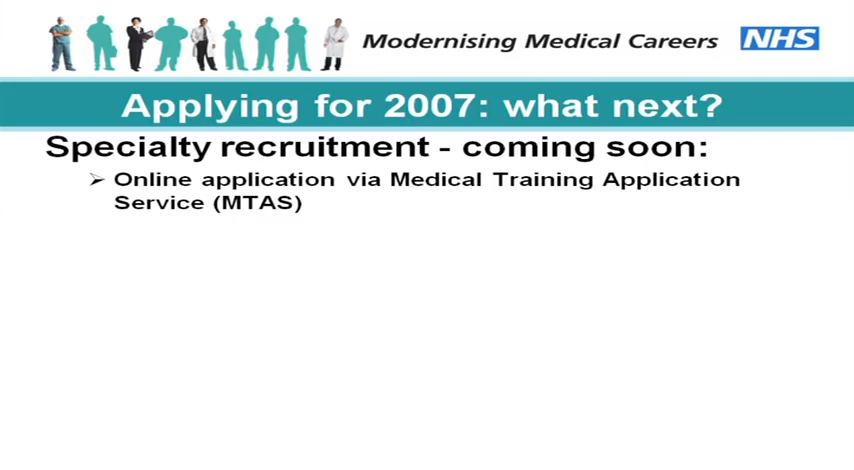 Modernising Medical Careers NHS
Applying for 2007: what next?
Specialty recruitment - coming soon:
➢ Online application via Medical Training Application
Service (MTAS)